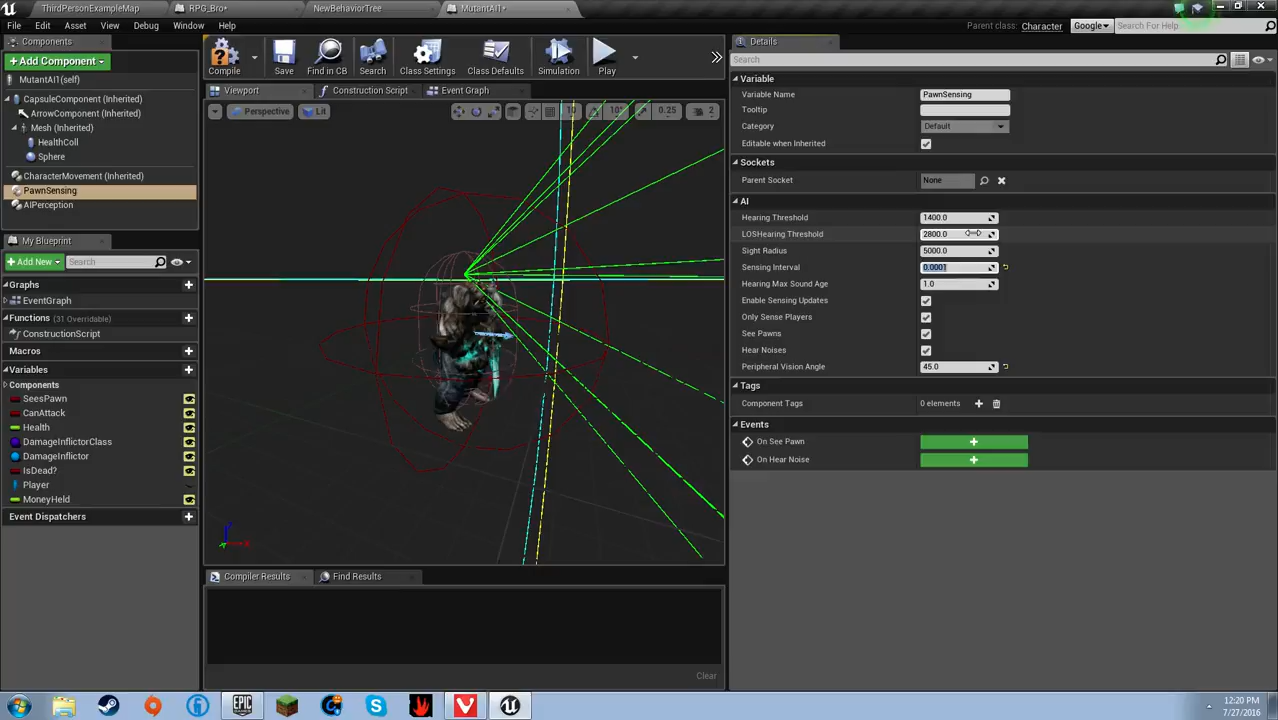 ThirdPersonExampleMap
RPG_Bro*
NewBehaviorTree
MutantAI1*
File
Edit
Asset
View
Debug
Window
Help
Parent class: Character
Google
Search For Help...
Components
Add Component
MutantAI1(self)
CapsuleComponent (Inherited)
ArrowComponent (Inherited)
Mesh (Inherited)
HealthColl
Sphere
CharacterMovement (Inherited)
PawnSensing
AIPerception
My Blueprint
Add New
Search
Graphs
EventGraph
Functions (31 Overridable)
ConstructionScript
Macros
Variables
Components
SeesPawn
CanAttack
Health
DamageInflictorClass
DamageInflictor
IsDead?
Player
MoneyHeld
Event Dispatchers
Compile
Save
Find in CB
Search
Class Settings
Class Defaults
Simulation
Play
Viewport
Construction Script
Event Graph
Perspective
Lit
10
10°
0.25
2
Compiler Results
Find Results
Clear
Details
Search
Variable
Variable Name
PawnSensing
Tooltip
Category
Default
Editable when Inherited
Sockets
Parent Socket
None
AI
Hearing Threshold
1400.0
LOSHearing Threshold
2800.0
Sight Radius
5000.0
Sensing Interval
0.0001
Hearing Max Sound Age
1.0
Enable Sensing Updates
Only Sense Players
See Pawns
Hear Noises
Peripheral Vision Angle
45.0
Tags
Component Tags
0 elements
Events
On See Pawn
On Hear Noise
EPIC
12:20 PM
7/27/2016